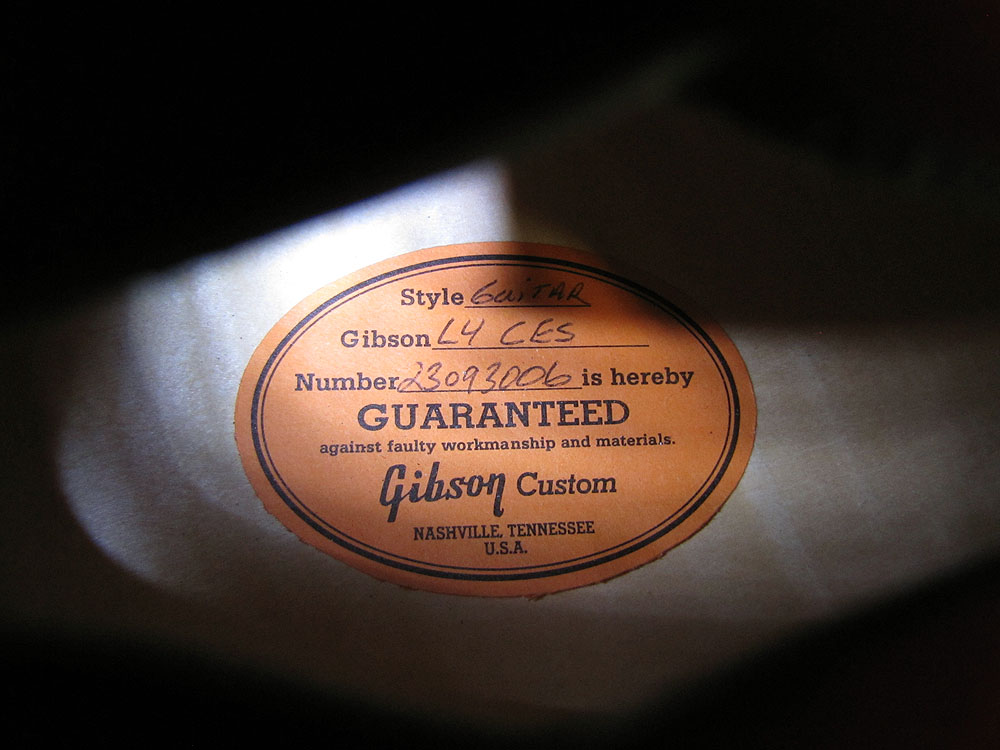 Style GuiTAR
Gibson L4 CES
Number 23093006 is hereby
GUARANTEED
against faulty workmanship and materials.
Gibson Custom
NASHVILLE, TENNESSEE
U.S.A.